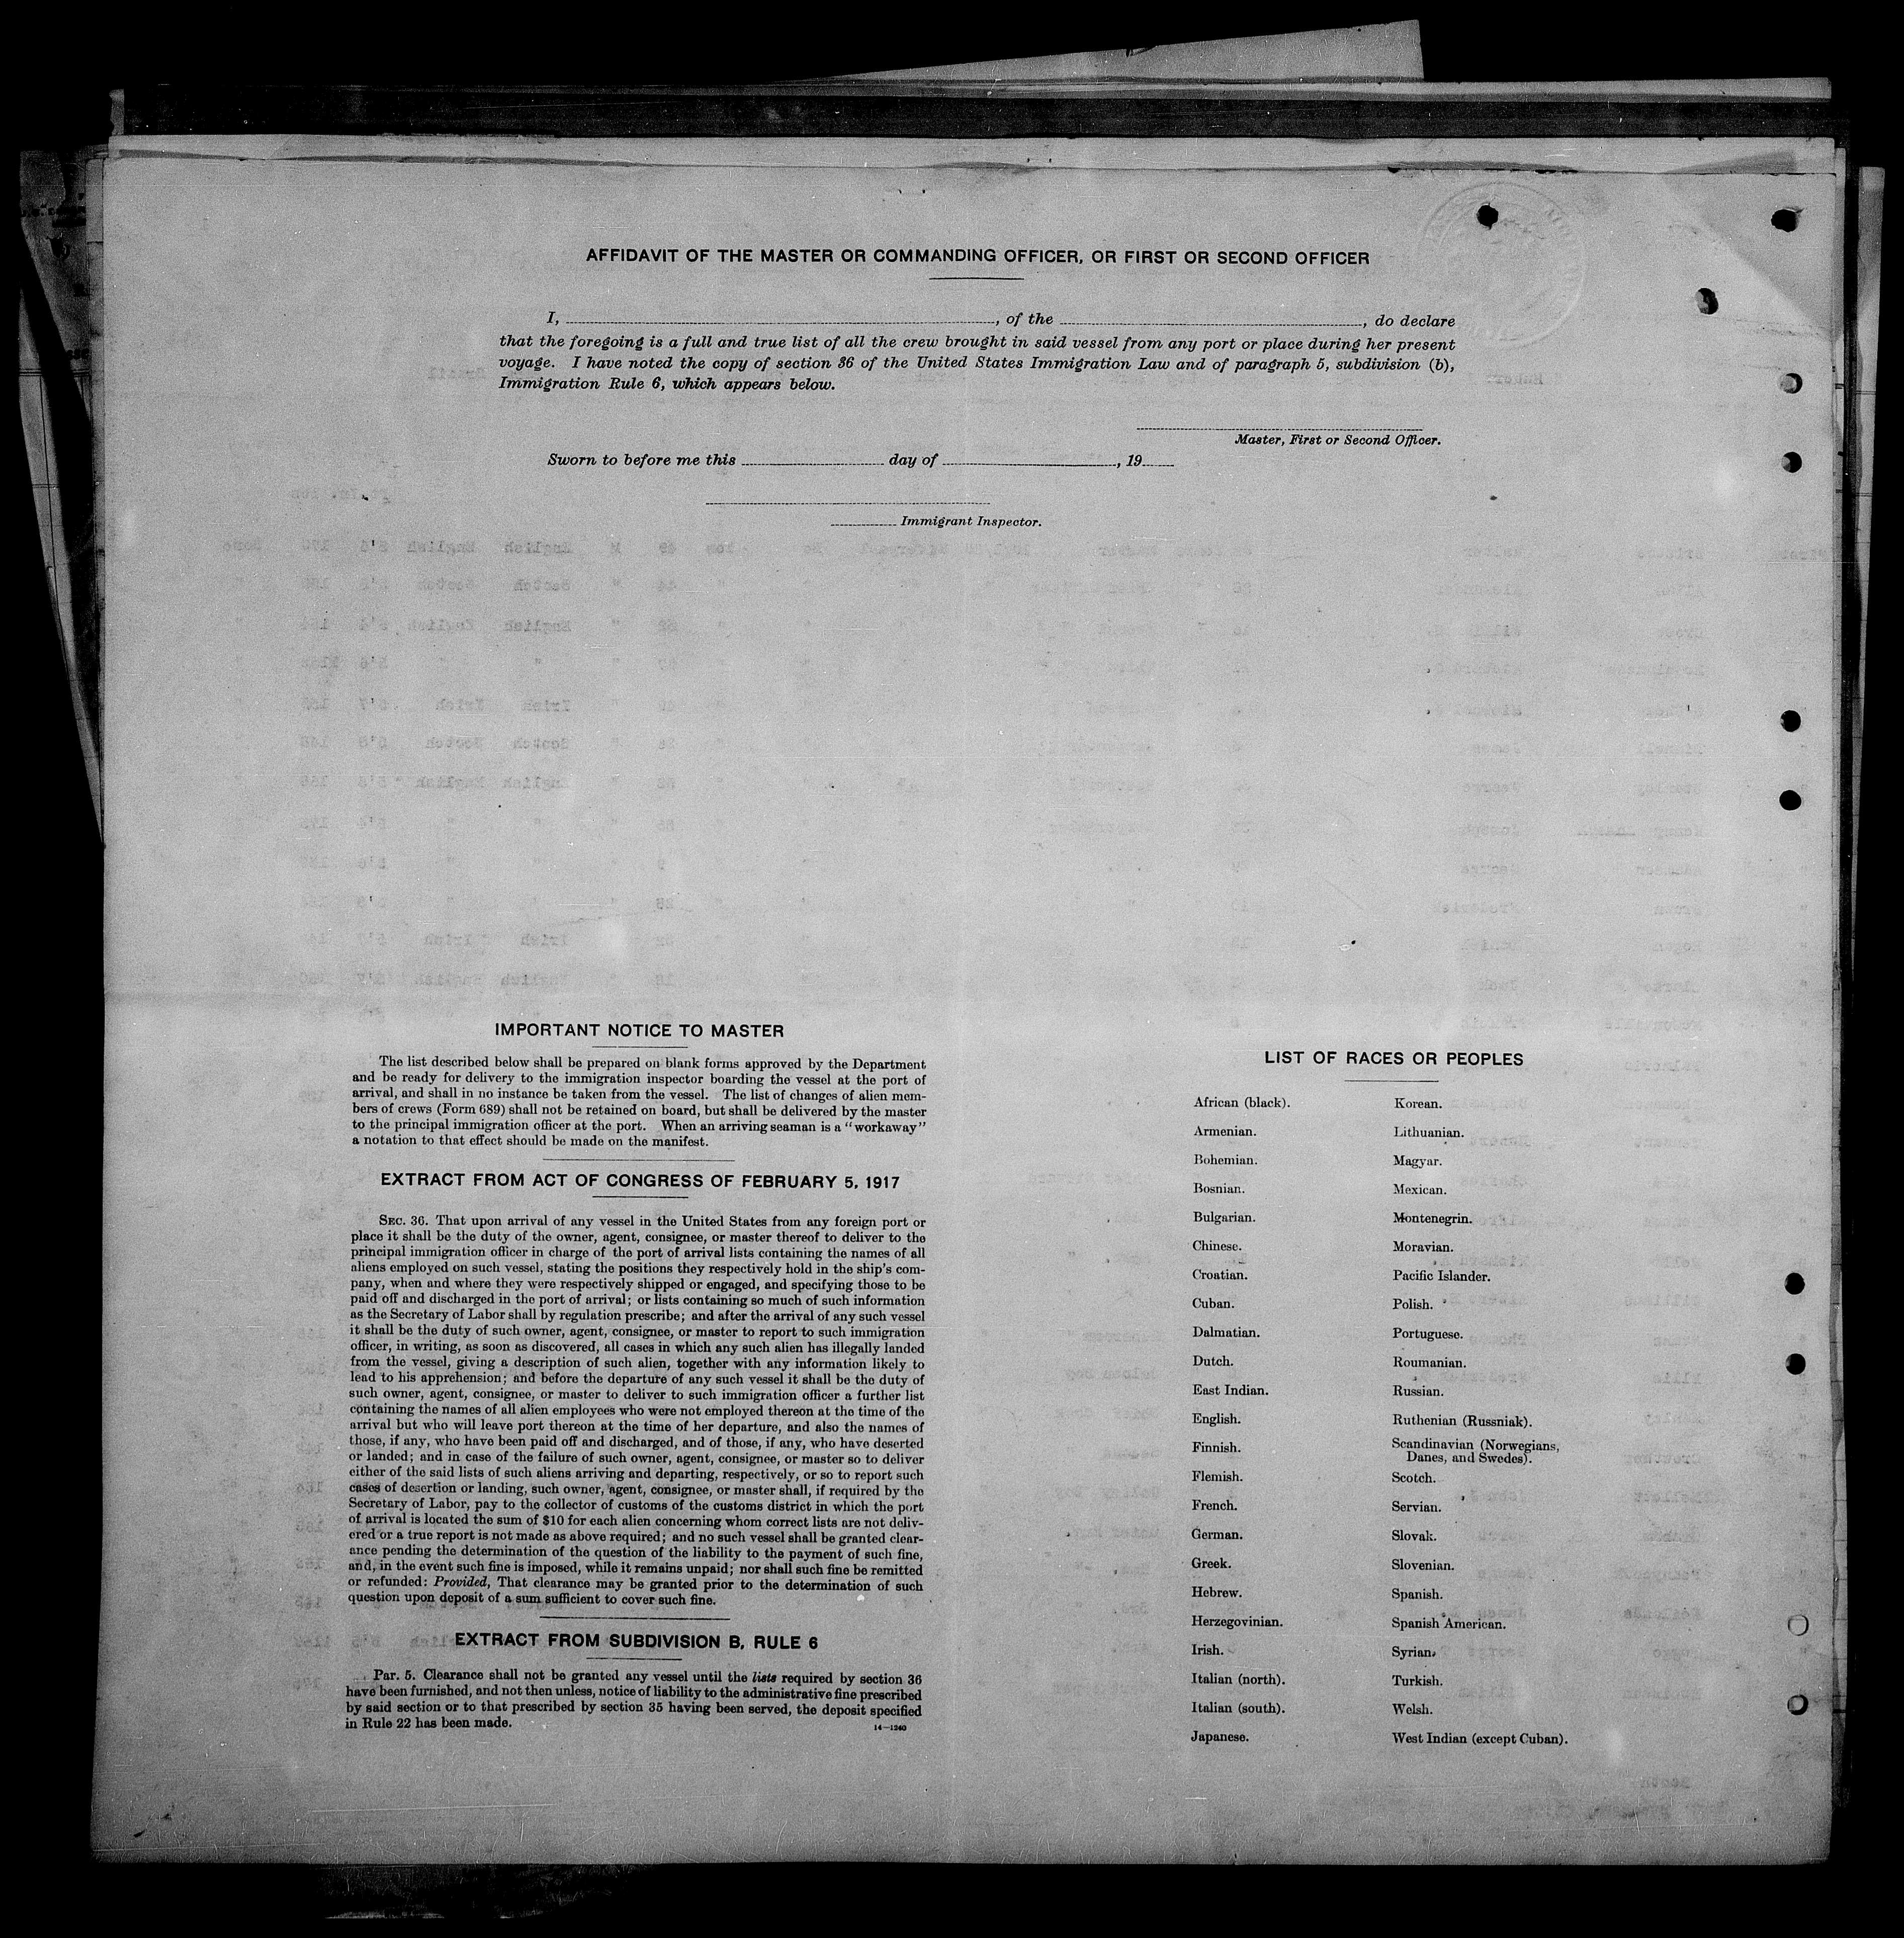 AFFIDAVIT OF THE MASTER OR COMMANDING OFFICER, OR FIRST OR SECOND OFFICER
I, , of the , do declare
that the foregoing is a full and true list of all the crew brought in said vessel from any port or place during her present
voyage. I have noted the copy of section 36 of the United States Immigration Law and of paragraph 5, subdivision (b),
Immigration Rule 6, which appears below.
Master, First or Second Officer.
Sworn to before me this day of , 19
Immigrant Inspector.
IMPORTANT NOTICE TO MASTER
The list described below shall be prepared on blank forms approved by the Department
and be ready for delivery to the immigration inspector boarding the vessel at the port of
arrival, and shall in no instance be taken from the vessel. The list of changes of alien mem-
bers of crews (Form 689) shall not be retained on board, but shall be delivered by the master
to the principal immigration officer at the port. When an arriving seaman is a "workaway"
a notation to that effect should be made on the manifest.
EXTRACT FROM ACT OF CONGRESS OF FEBRUARY 5, 1917
SEC. 36. That upon arrival of any vessel in the United States from any foreign port or
place it shall be the duty of the owner, agent, consignee, or master thereof to deliver to the
principal immigration officer in charge of the port of arrival lists containing the names of all
aliens employed on such vessel, stating the positions they respectively hold in the ship's com-
pany, when and where they were respectively shipped or engaged, and specifying those to be
paid off and discharged in the port of arrival; or lists containing so much of such information
as the Secretary of Labor shall by regulation prescribe; and after the arrival of any such vessel
it shall be the duty of such owner, agent, consignee, or master to report to such immigration
officer, in writing, as soon as discovered, all cases in which any such alien has illegally landed
from the vessel, giving a description of such alien, together with any information likely to
lead to his apprehension; and before the departure of any such vessel it shall be the duty of
such owner, agent, consignee, or master to deliver to such immigration officer a further list
containing the names of all alien employees who were not employed thereon at the time of the
arrival but who will leave port thereon at the time of her departure, and also the names of
those, if any, who have been paid off and discharged, and of those, if any, who have deserted
or landed; and in case of the failure of such owner, agent, consignee, or master so to deliver
either of the said lists of such aliens arriving and departing, respectively, or so to report such
cases of desertion or landing, such owner, agent, consignee, or master shall, if required by the
Secretary of Labor, pay to the collector of customs of the customs district in which the port
of arrival is located the sum of $10 for each alien concerning whom correct lists are not deliv-
ered or a true report is not made as above required; and no such vessel shall be granted clear-
ance pending the determination of the question of the liability to the payment of such fine,
and, in the event such fine is imposed, while it remains unpaid; nor shall such fine be remitted
or refunded: Provided, That clearance may be granted prior to the determination of such
question upon deposit of a sum sufficient to cover such fine.
EXTRACT FROM SUBDIVISION B, RULE 6
Par. 5. Clearance shall not be granted any vessel until the lists required by section 36
have been furnished, and not then unless, notice of liability to the administrative fine prescribed
by said section or to that prescribed by section 35 having been served, the deposit specified
in Rule 22 has been made.
14—1240
LIST OF RACES OR PEOPLES
African (black).
Armenian.
Bohemian.
Bosnian.
Bulgarian.
Chinese.
Croatian.
Cuban.
Dalmatian.
Dutch.
East Indian.
English.
Finnish.
Flemish.
French.
German.
Greek.
Hebrew.
Herzegovinian.
Irish.
Italian (north).
Italian (south).
Japanese.
Korean.
Lithuanian.
Magyar.
Mexican.
Montenegrin.
Moravian.
Pacific Islander.
Polish.
Portuguese.
Roumanian.
Russian.
Ruthenian (Russniak).
Scandinavian (Norwegians,
Danes, and Swedes).
Scotch.
Servian.
Slovak.
Slovenian.
Spanish.
Spanish American.
Syrian.
Turkish.
Welsh.
West Indian (except Cuban).